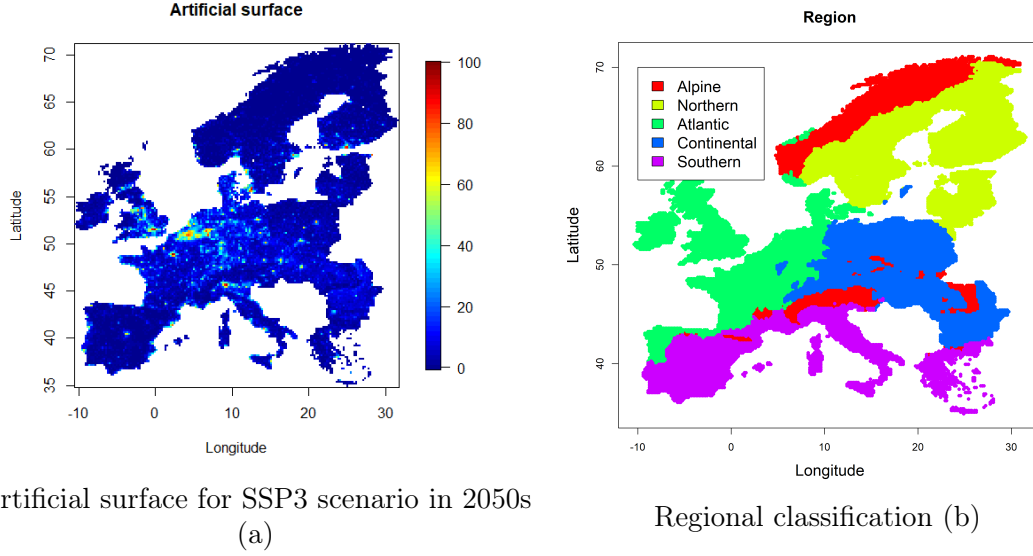 Artificial surface
Latitude
70
65
60
55
50
45
40
35
-10
0
10
20
30
Longitude
100
80
60
40
20
0
rtificial surface for SSP3 scenario in 2050s
(a)
Region
Alpine
Northern
Atlantic
Continental
Southern
Latitude
70
60
50
40
-10
0
10
20
30
Longitude
Regional classification (b)